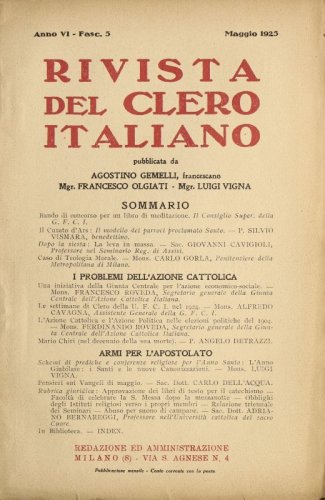 Anno VI - Fasc. 5 Maggio 1925
RIVISTA
DEL CLERO
ITALIANO
pubblicata da
AGOSTINO GEMELLI, francescano
Mgr. FRANCESCO OLGIATI - Mgr. LUIGI VIGNA
SOMMARIO
Bando di concorso per un libro di meditazione. Il Consiglio Super. della
G. F. C. I.
Il Curato d'Ars: Il modello dei parroci proclamato Santo. — P. SILVIO
VISMARA, benedettino.
Dopo la siesta: La leva in massa. — Sac. GIOVANNI CAVIGIOLI,
Professore nel Seminario Reg. di Assisi.
Caso di Teologia Morale. — Mons. CARLO GORLA, Penitenziere della
Metropolitana di Milano.
I PROBLEMI DELL'AZIONE CATTOLICA
Una iniziativa della Giunta Centrale per l'azione economico-sociale. —
Mons. FRANCESCO ROVEDA, Segretario generale della Giunta
Centrale dell'Azione Cattolica Italiana.
Le settimane di Clero della U. F. C. I. nel 1924. — Mons. ALFREDO
CAVAGNA, Assistente Generale della G. F. C. I.
L'Azione Cattolica e l'Azione Politica nelle elezioni politiche del 1904.
— Mons. FERDINANDO ROVEDA, Segretario generale della Giun-
ta Centrale dell'Azione Cattolica Italiana.
Mario Chiri (nel decennio della sua morte). — P. ANGELO DETRAZZI.
ARMI PER L'APOSTOLATO
Schemi di prediche e conferenze religiose per l'Anno Santo: L'Anno
Giubilare; i Santi e le nuove Canonizzazioni. — Mons. LUIGI
VIGNA.
Pensieri sui Vangeli di maggio. — Sac. Dott. CARLO DELL'ACQUA.
Rubrica giuridica: Approvazione dei libri di testo per il catechismo —
Facoltà di celebrare la S. Messa dopo la mezzanotte — Obblighi
degli Istituti religiosi verso i propri membri — Relazione triennale
dei Seminari — Abuso per suono di campane. — Sac. Dott. ADRIA-
NO BERNAREGGI, Professore nell'Università cattolica del sacro
Cuore.
In Biblioteca. — INDEX.
REDAZIONE ED AMMINISTRAZIONE
MILANO (8) - VIA S. AGNESE N. 4
Pubblicazione mensile - Conto corrente con la posta